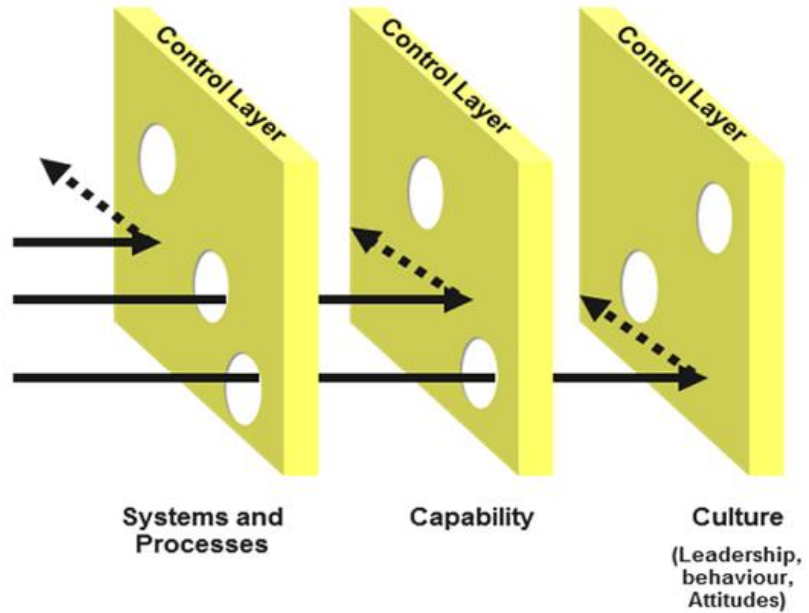 Control Layer
Control Layer
Control Layer
Systems and
Processes
Capability
Culture
(Leadership,
behaviour,
Attitudes)